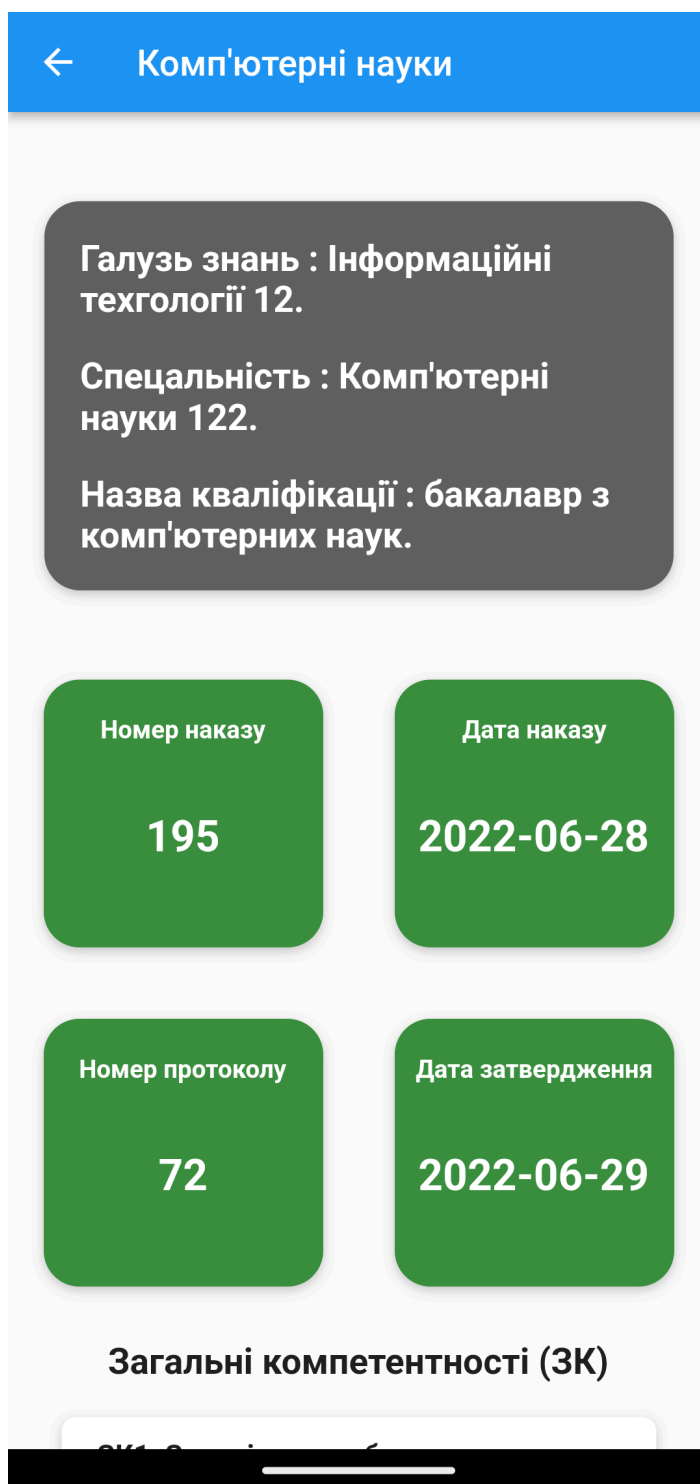 Комп'ютерні науки
Галузь знань : Інформаційні
техгології 12.
Спецальність : Комп'ютерні
науки 122.
Назва кваліфікації : бакалавр з
комп'ютерних наук.
Номер наказу
195
Дата наказу
2022-06-28
Номер протоколу
72
Дата затвердження
2022-06-29
Загальні компетентності (ЗК)